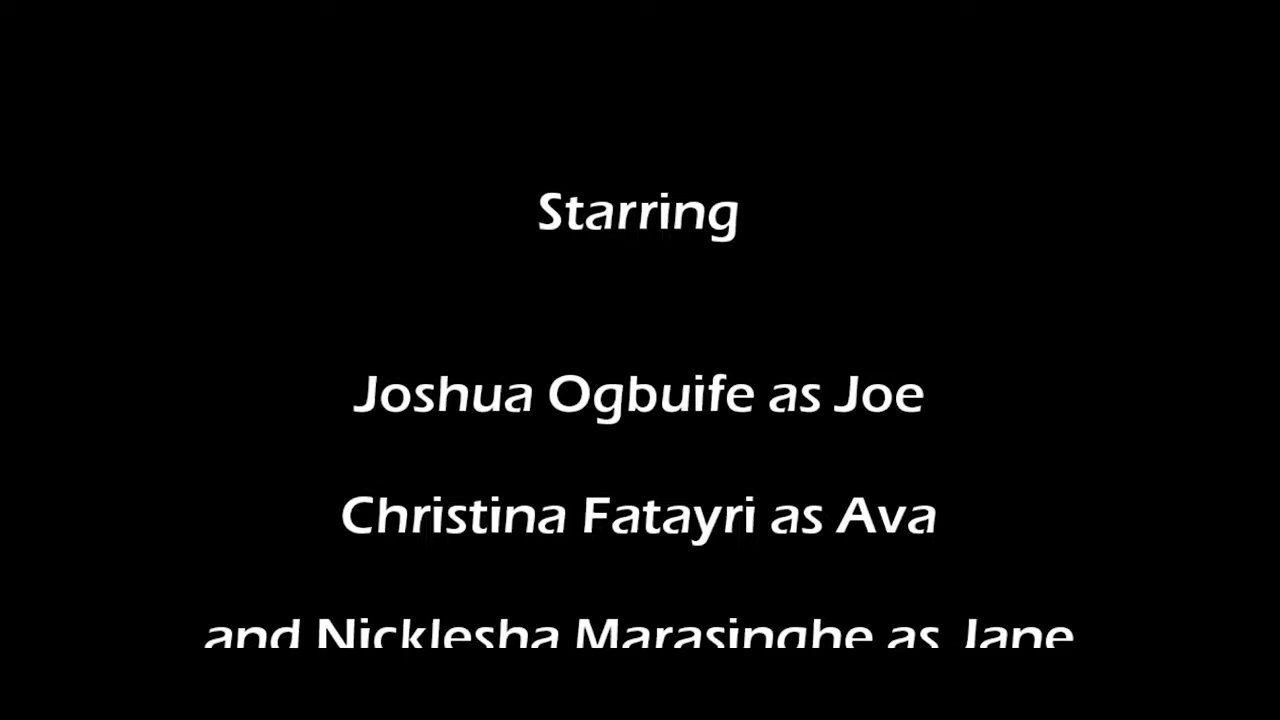 Starring
Joshua Ogbuife as Joe
Christina Fatayri as Ava
and Nicklesha Marasinghe as Jane